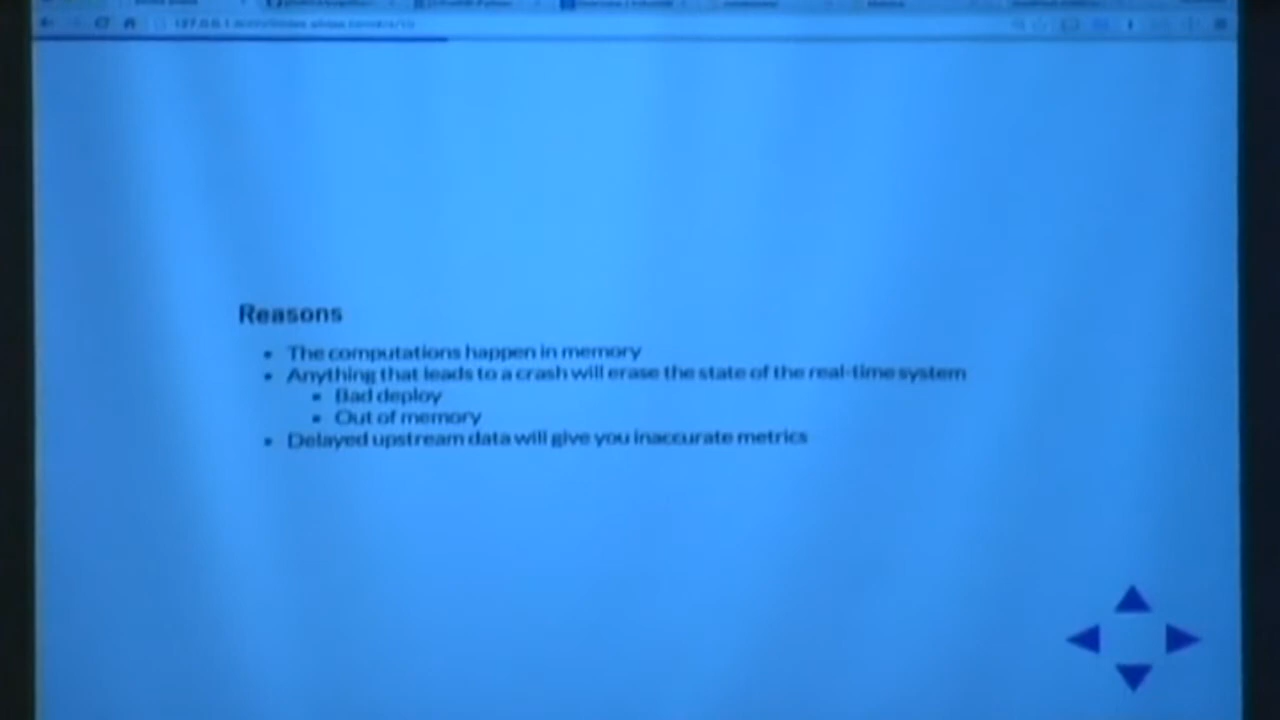 Reasons
The computations happen in memory
Anything that leads to a crash will erase the state of the real-time system
Bad deploy
Out of memory
Delayed upstream data will give you inaccurate metrics